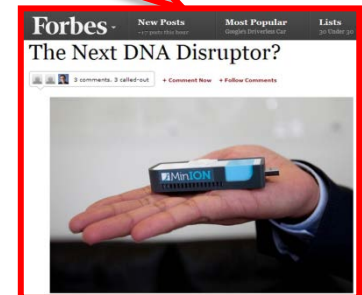 Forbes
New Posts
+17 posts this hour
Most Popular
Google's Driverless Car
Lists
30 Under 30
The Next DNA Disruptor?
3 comments, 3 called-out
+ Comment Now
+ Follow Comments
MinION